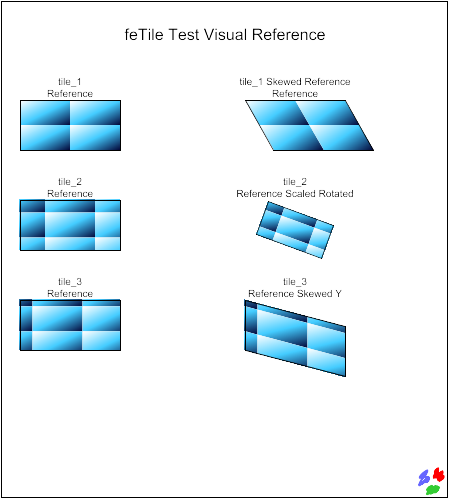 feTile Test Visual Reference
tile_1
Reference
tile_1 Skewed Reference
Reference
tile_2
Reference
tile_2
Reference Scaled Rotated
tile_3
Reference
tile_3
Reference Skewed Y